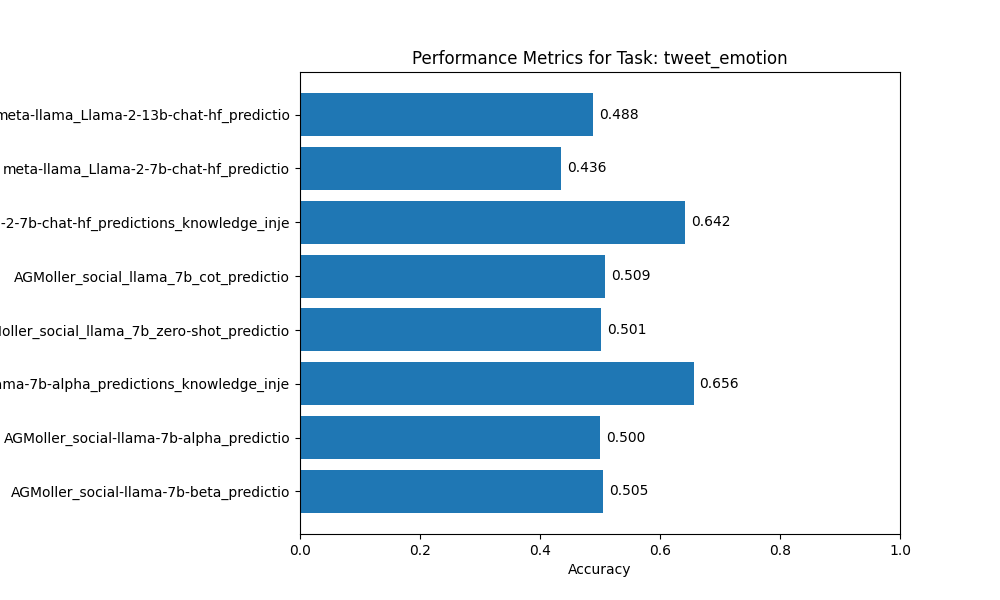 Performance Metrics for Task: tweet_emotion
meta-llama_Llama-2-13b-chat-hf_predictio
0.488
meta-llama_Llama-2-7b-chat-hf_predictio
0.436
-2-7b-chat-hf_predictions_knowledge_inje
0.642
AGMoller_social_llama_7b_cot_predictio
0.509
oller_social_llama_7b_zero-shot_predictio
0.501
ma-7b-alpha_predictions_knowledge_inje
0.656
AGMoller_social-llama-7b-alpha_predictio
0.500
AGMoller_social-llama-7b-beta_predictio
0.505
0.0 0.2 0.4 0.6 0.8 1.0
Accuracy